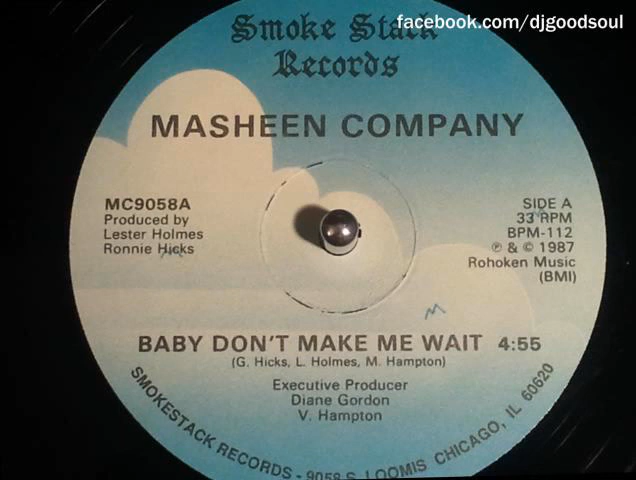 facebook.com/djgoodsoul
Smoke Stack
Records
MASHEEN COMPANY
MC9058A
Produced by
Lester Holmes
Ronnie Hicks
SIDE A
33 RPM
BPM-112
℗ & © 1987
Rohoken Music
(BMI)
BABY DON'T MAKE ME WAIT 4:55
(G. Hicks, L. Holmes, M. Hampton)
Executive Producer
Diane Gordon
V. Hampton
SMOKESTACK RECORDS - 9058 S. LOOMIS CHICAGO, IL 60620